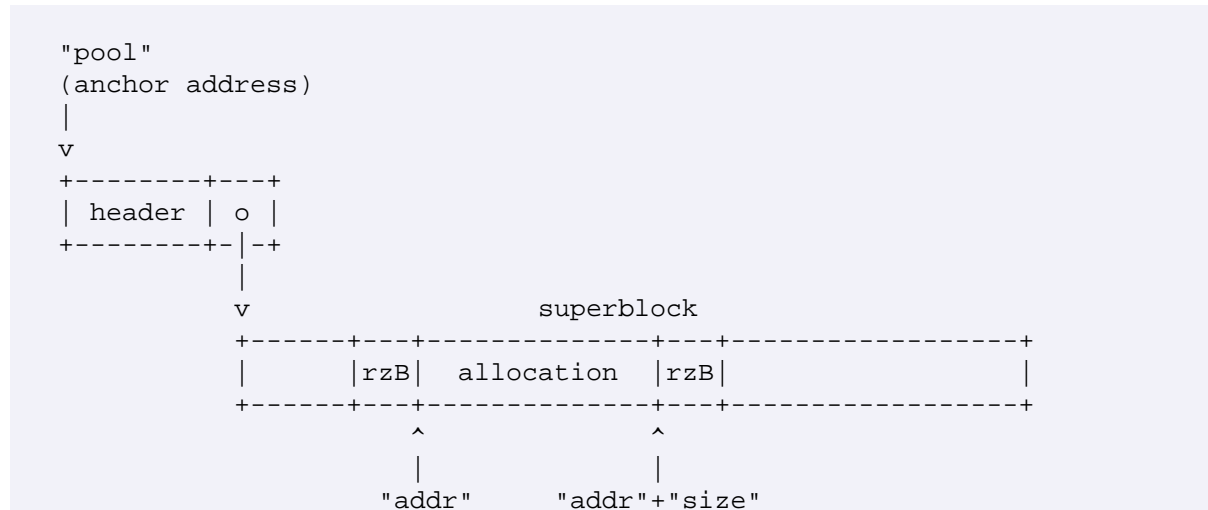 "pool"
(anchor address)
|
v
+--------+---+
| header | o |
+--------+-|-+
           |
           v                superblock
           +------+---+--------------+---+------------------+
           |      |rzB|  allocation  |rzB|                  |
           +------+---+--------------+---+------------------+
                      ^              ^
                      |              |
                    "addr"     "addr"+"size"